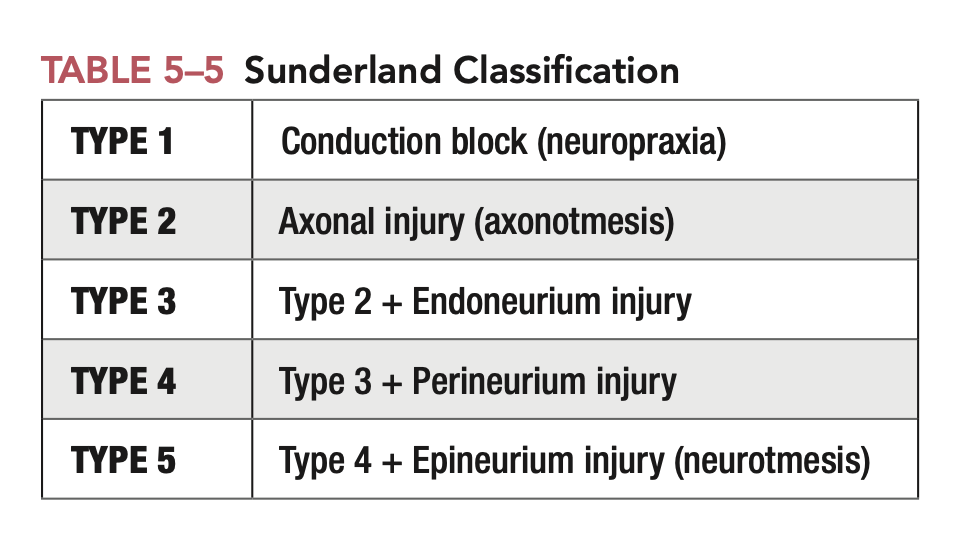 TABLE 5–5 Sunderland Classification
TYPE 1 Conduction block (neuropraxia)
TYPE 2 Axonal injury (axonotmesis)
TYPE 3 Type 2 + Endoneurium injury
TYPE 4 Type 3 + Perineurium injury
TYPE 5 Type 4 + Epineurium injury (neurotmesis)